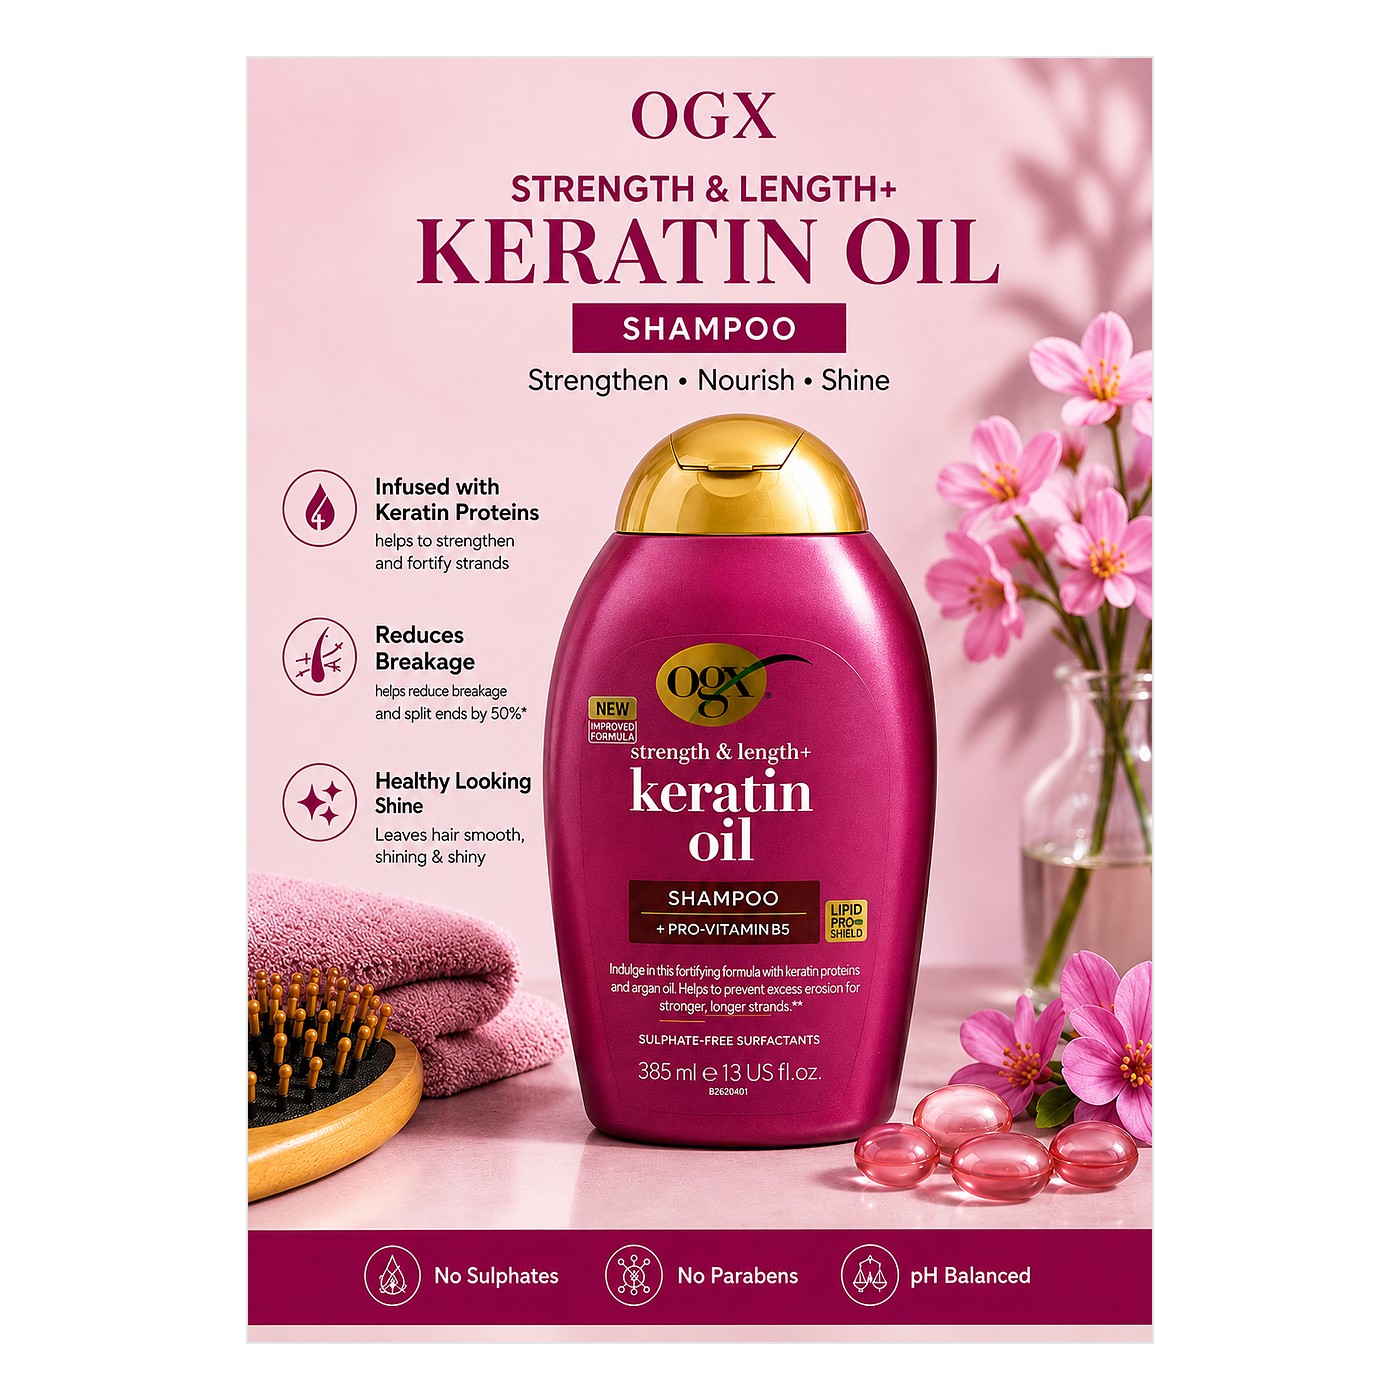 OGX
STRENGTH & LENGTH+
KERATIN OIL
SHAMPOO
Strengthen • Nourish • Shine
Infused with
Keratin Proteins
helps to strengthen
and fortify strands
Reduces
Breakage
helps reduce breakage
and split ends by 50%*
Healthy Looking
Shine
Leaves hair smooth,
shining & shiny
ogx®
NEW
IMPROVED
FORMULA
strength & length+
keratin
oil
SHAMPOO
+ PRO-VITAMIN B5
LIPID
PRO
SHIELD
Indulge in this fortifying formula with keratin proteins
and argan oil. Helps to prevent excess erosion for
stronger, longer strands.**
SULPHATE-FREE SURFACTANTS
385 ml e 13 US fl.oz.
B2620401
No Sulphates
No Parabens
pH Balanced